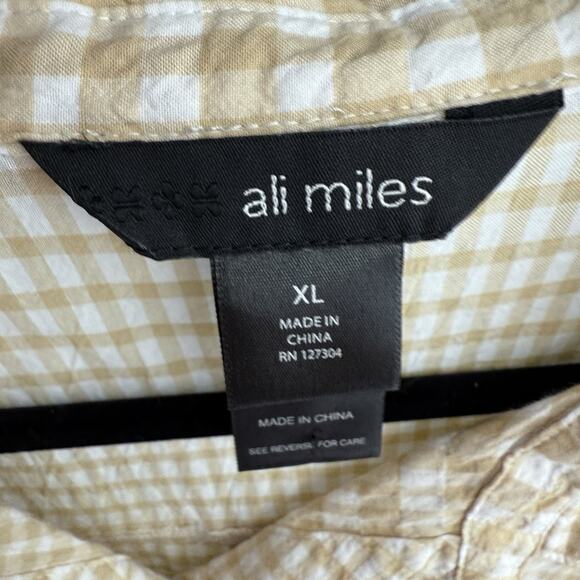 ali miles
XL
MADE IN
CHINA
RN 127304
MADE IN CHINA
SEE REVERSE FOR CARE